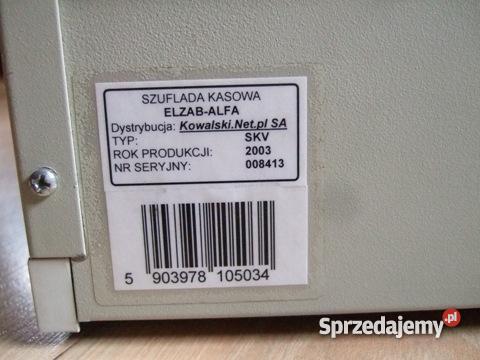 SZUFLADA KASOWA
ELZAB-ALFA
Dystrybucja: Kowalski.Net.pl SA
TYP: SKV
ROK PRODUKCJI: 2003
NR SERYJNY: 008413
5 903978 105034
Sprzedajemy.pl